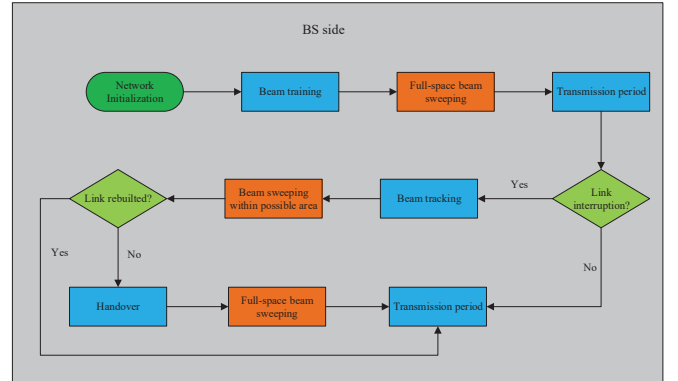 BS side
Network
Initialization
Beam training
Full-space beam
sweeping
Transmission period
Link rebuilted?
Beam sweeping
within possible area
Beam tracking
Yes
Link
interruption?
Yes
No
No
Handover
Full-space beam
sweeping
Transmission period